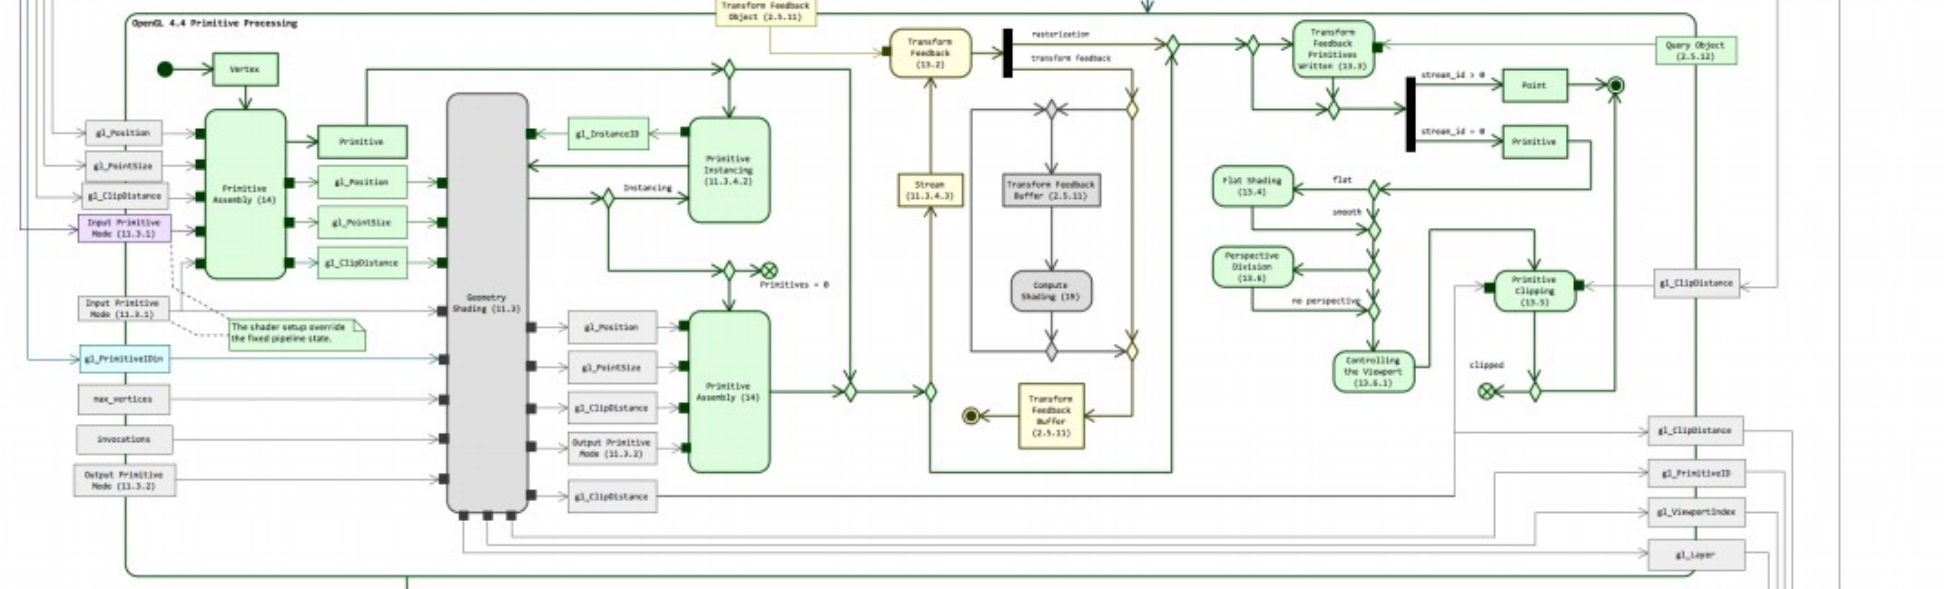 Transform Feedback
Object (2.5.11)
OpenGL 4.4 Primitive Processing
Vertex
gl_Position
gl_PointSize
gl_ClipDistance
Input Primitive
Mode (11.3.1)
Primitive
Assembly (14)
Primitive
gl_Position
gl_PointSize
gl_ClipDistance
Input Primitive
Mode (11.3.1)
The shader setup override
the fixed pipeline state.
gl_PrimitiveIDin
max_vertices
invocations
Output Primitive
Mode (11.3.2)
Geometry
Shading (11.3)
gl_InstanceID
Primitive
Instancing
(11.3.4.2)
Instancing
Primitives = 0
gl_Position
gl_PointSize
gl_ClipDistance
Output Primitive
Mode (11.3.2)
gl_ClipDistance
Primitive
Assembly (14)
Transform
Feedback
(13.2)
Stream
(11.3.4.3)
rasterization
transform feedback
Transform Feedback
Buffer (2.5.11)
Compute
Shading (19)
Transform
Feedback
Buffer
(2.5.11)
Transform
Feedback
Primitives
Written (13.3)
Query Object
(2.5.12)
stream_id > 0
Point
stream_id = 0
Primitive
Flat Shading
(13.4)
flat
smooth
Perspective
Division
(13.6)
no perspective
Controlling
the Viewport
(13.6.1)
Primitive
Clipping
(13.5)
gl_ClipDistance
clipped
gl_ClipDistance
gl_PrimitiveID
gl_ViewportIndex
gl_Layer